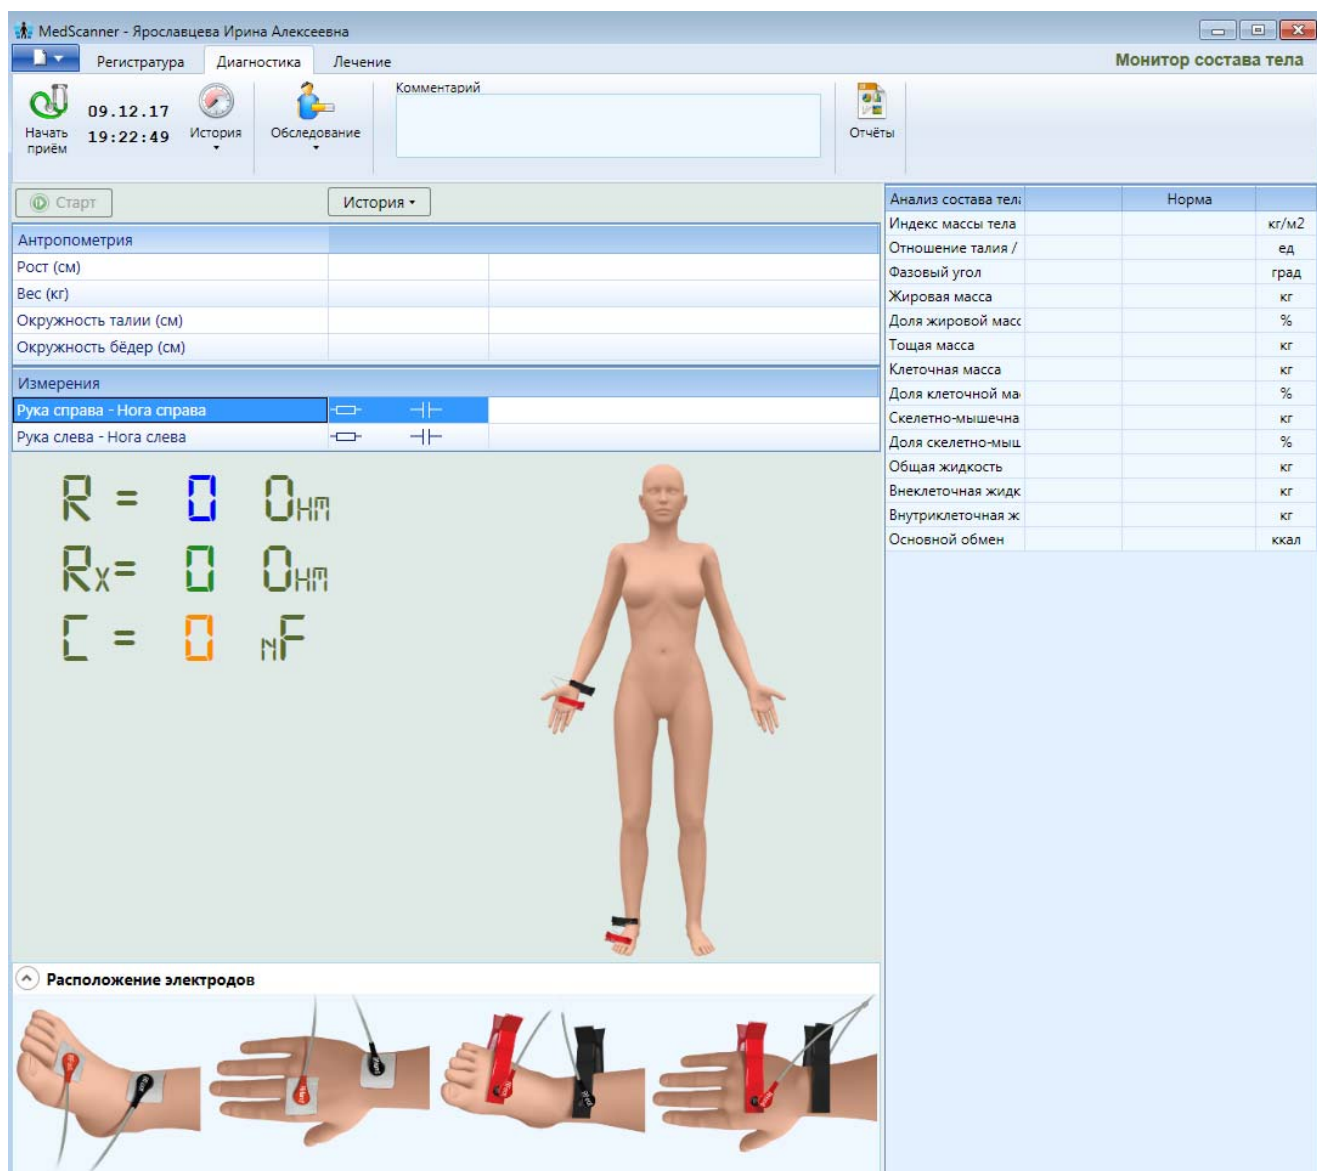 MedScanner - Ярославцева Ирина Алексеевна
Регистратура Диагностика Лечение Монитор состава тела
Начать приём
09.12.17
19:22:49
История
Обследование
Комментарий
Отчёты
Старт История
Антропометрия
Рост (см)
Вес (кг)
Окружность талии (см)
Окружность бёдер (см)
Измерения
Рука справа - Нога справа
Рука слева - Нога слева
R = 0 Ohm
Rx= 0 Ohm
C = 0 nF
Расположение электродов
Анализ состава тела Норма
Индекс массы тела кг/м2
Отношение талия / ед
Фазовый угол град
Жировая масса кг
Доля жировой масс %
Тощая масса кг
Клеточная масса кг
Доля клеточной ма %
Скелетно-мышечна кг
Доля скелетно-мыш %
Общая жидкость кг
Внеклеточная жидк кг
Внутриклеточная ж кг
Основной обмен ккал